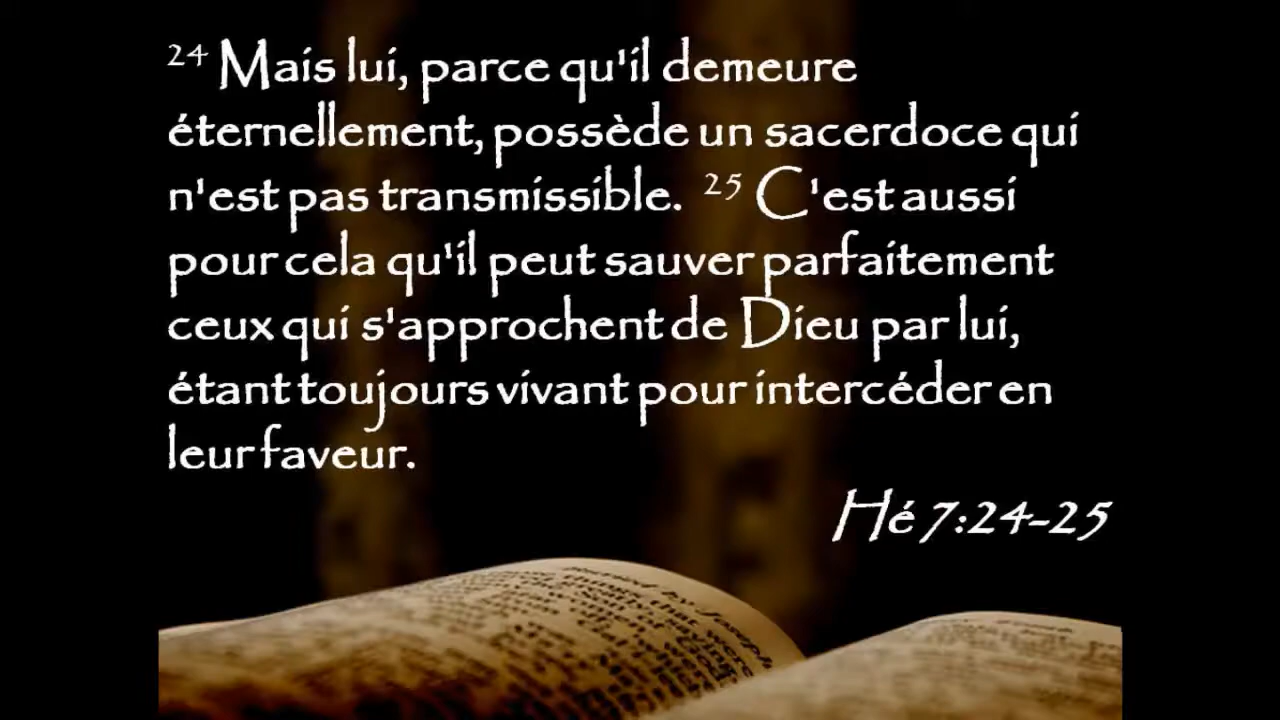 24 Mais lui, parce qu'il demeure
éternellement, possède un sacerdoce qui
n'est pas transmissible. 25 C'est aussi
pour cela qu'il peut sauver parfaitement
ceux qui s'approchent de Dieu par lui,
étant toujours vivant pour intercéder en
leur faveur.
Hé 7:24-25